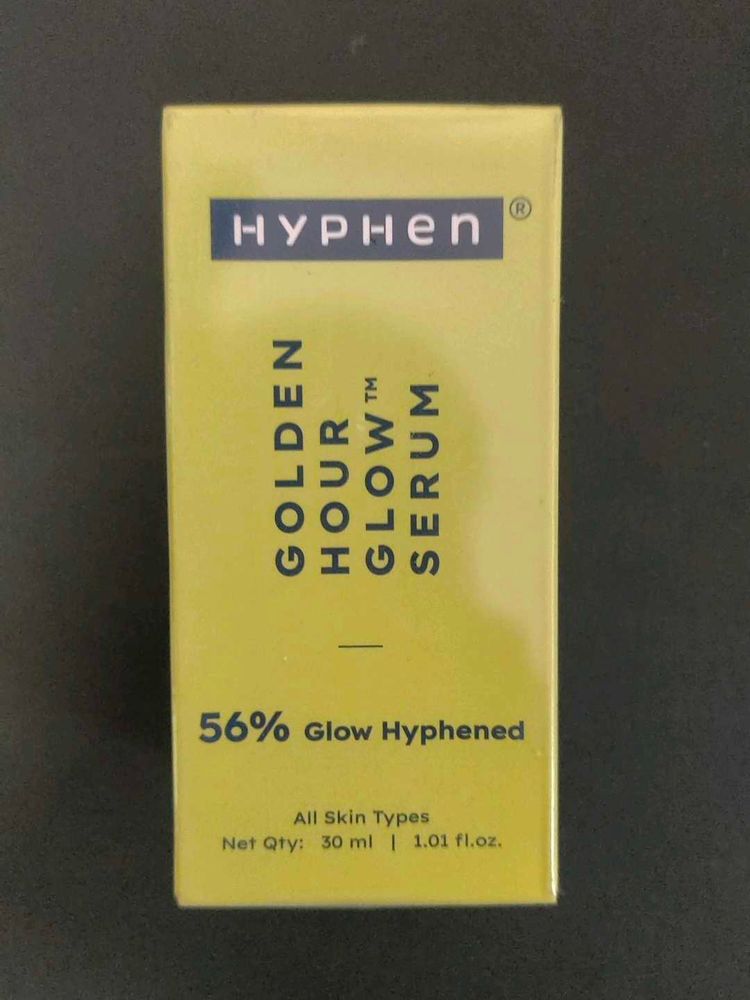 HYPHEN®
GOLDEN
HOUR
GLOW™
SERUM
56% Glow Hyphened
All Skin Types
Net Qty: 30 ml | 1.01 fl.oz.